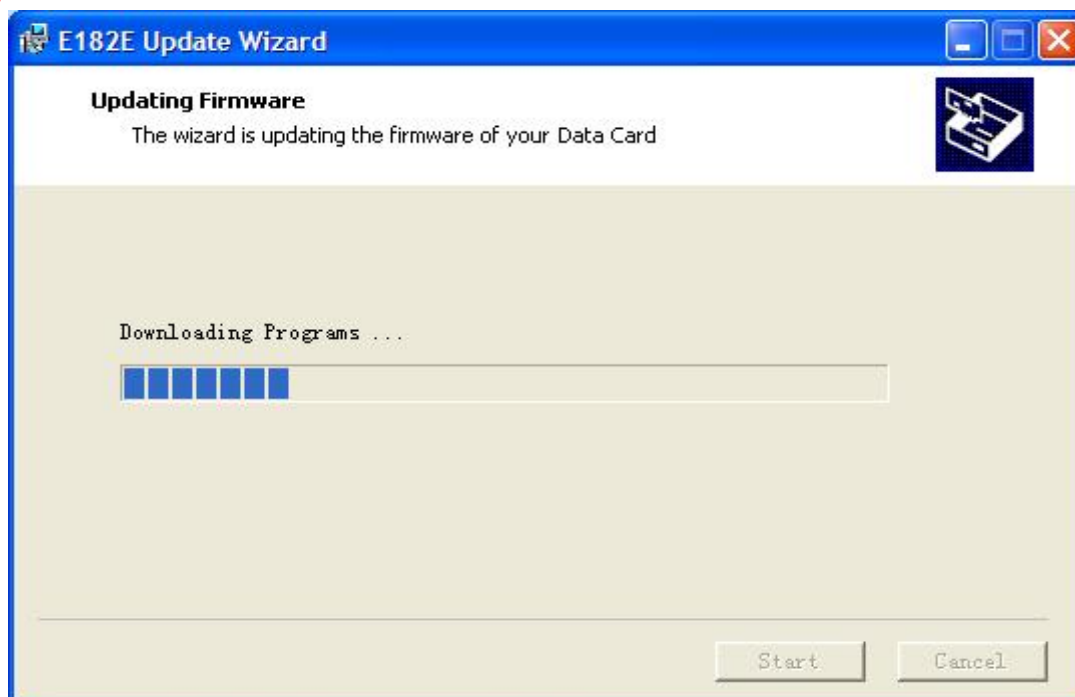 E182E Update Wizard
Updating Firmware
The wizard is updating the firmware of your Data Card
Downloading Programs ...
Start
Cancel